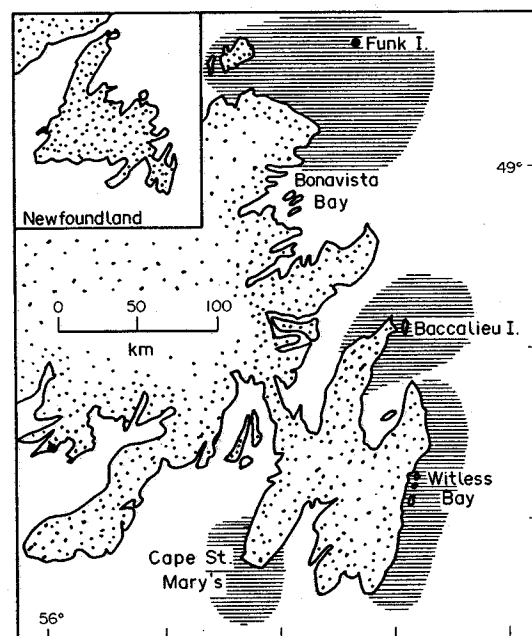 Funk I.
49°
Bonavista
Bay
Newfoundland
0 50 100
km
Baccalieu I.
Witless
Bay
Cape St.
Mary's
56°